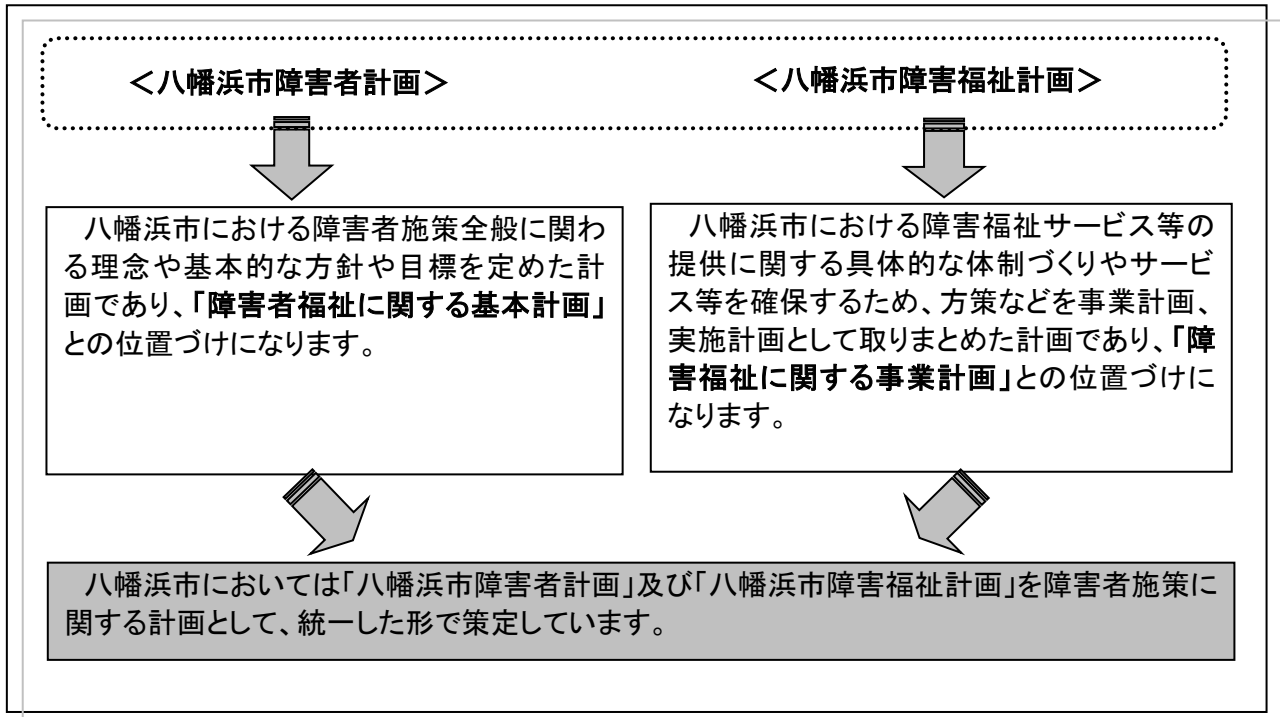 ＜八幡浜市障害者計画＞
＜八幡浜市障害福祉計画＞
八幡浜市における障害者施策全般に関わ
る理念や基本的な方針や目標を定めた計
画であり、「障害者福祉に関する基本計画」
との位置づけになります。
八幡浜市における障害福祉サービス等の
提供に関する具体的な体制づくりやサービ
ス等を確保するため、方策などを事業計画、
実施計画として取りまとめた計画であり、「障
害福祉に関する事業計画」との位置づけに
なります。
八幡浜市においては「八幡浜市障害者計画」及び「八幡浜市障害福祉計画」を障害者施策に
関する計画として、統一した形で策定しています。